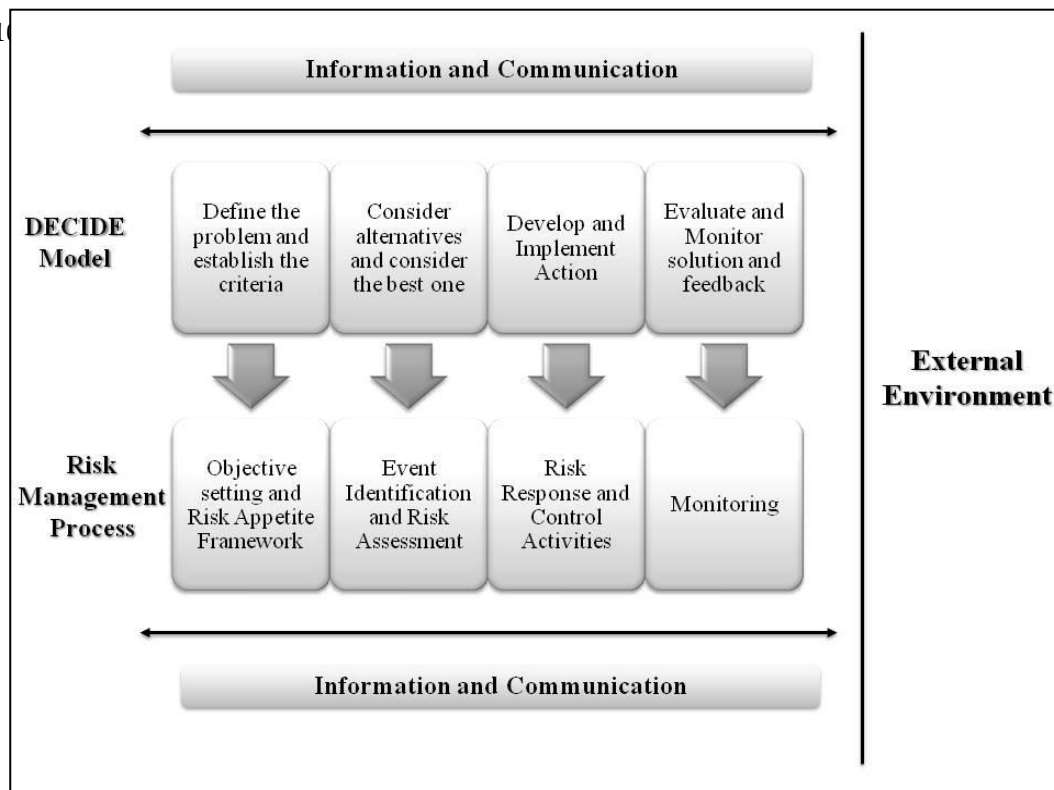 Information and Communication
DECIDE
Model
Define the
problem and
establish the
criteria
Consider
alternatives
and consider
the best one
Develop and
Implement
Action
Evaluate and
Monitor
solution and
feedback
External
Environment
Risk
Management
Process
Objective
setting and
Risk Appetite
Framework
Event
Identification
and Risk
Assessment
Risk
Response and
Control
Activities
Monitoring
Information and Communication